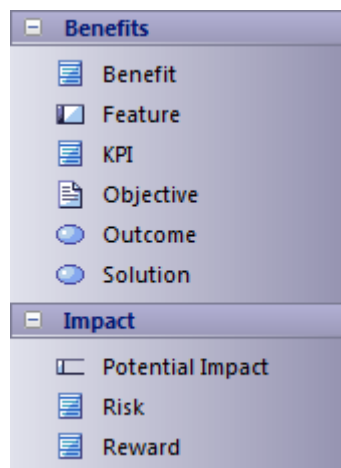 Benefits
Benefit
Feature
KPI
Objective
Outcome
Solution
Impact
Potential Impact
Risk
Reward